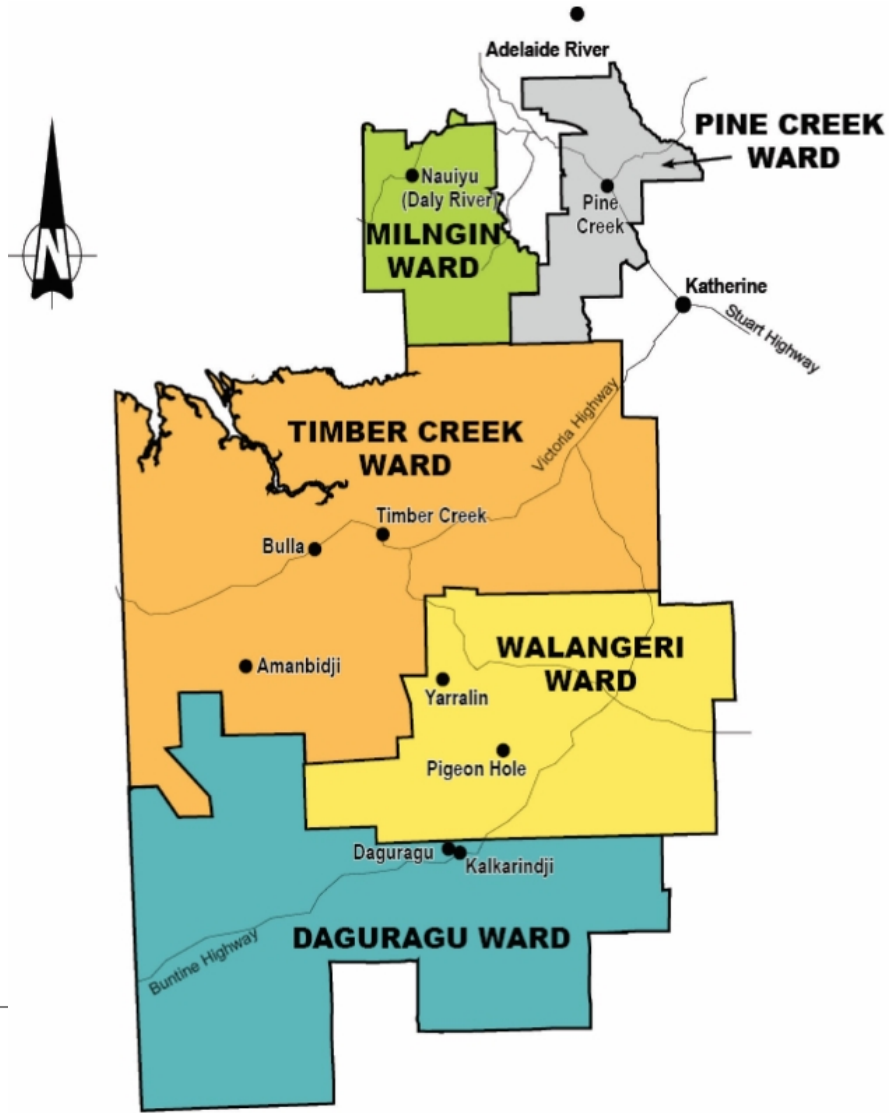 Adelaide River
PINE CREEK
WARD
Nauiyu
(Daly River)
Pine
Creek
MILNGIN
WARD
N
Katherine
Stuart Highway
Victoria Highway
TIMBER CREEK
WARD
Timber Creek
Bulla
WALANGERI
WARD
Amanbidji
Yarralin
Pigeon Hole
Daguragu
Kalkarindji
DAGURAGU WARD
Buntine Highway